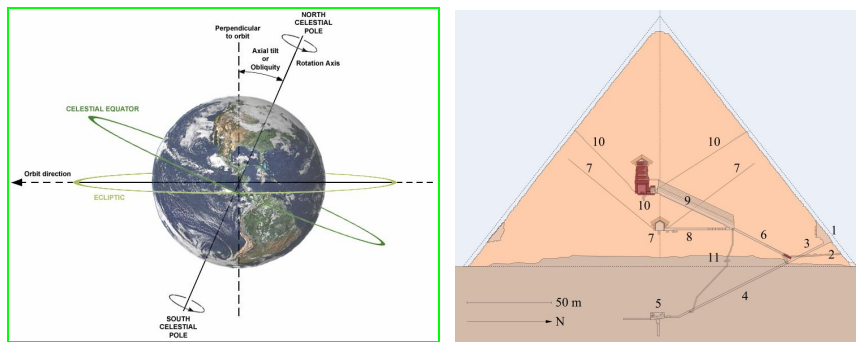 NORTH
CELESTIAL
POLE
Perpendicular
to orbit
Axial tilt
or
Obliquity
Rotation Axis
CELESTIAL EQUATOR
Orbit direction
ECLIPTIC
SOUTH
CELESTIAL
POLE
10
10
7
7
10
9
7
8
6
1
3
2
11
4
5
50 m
N